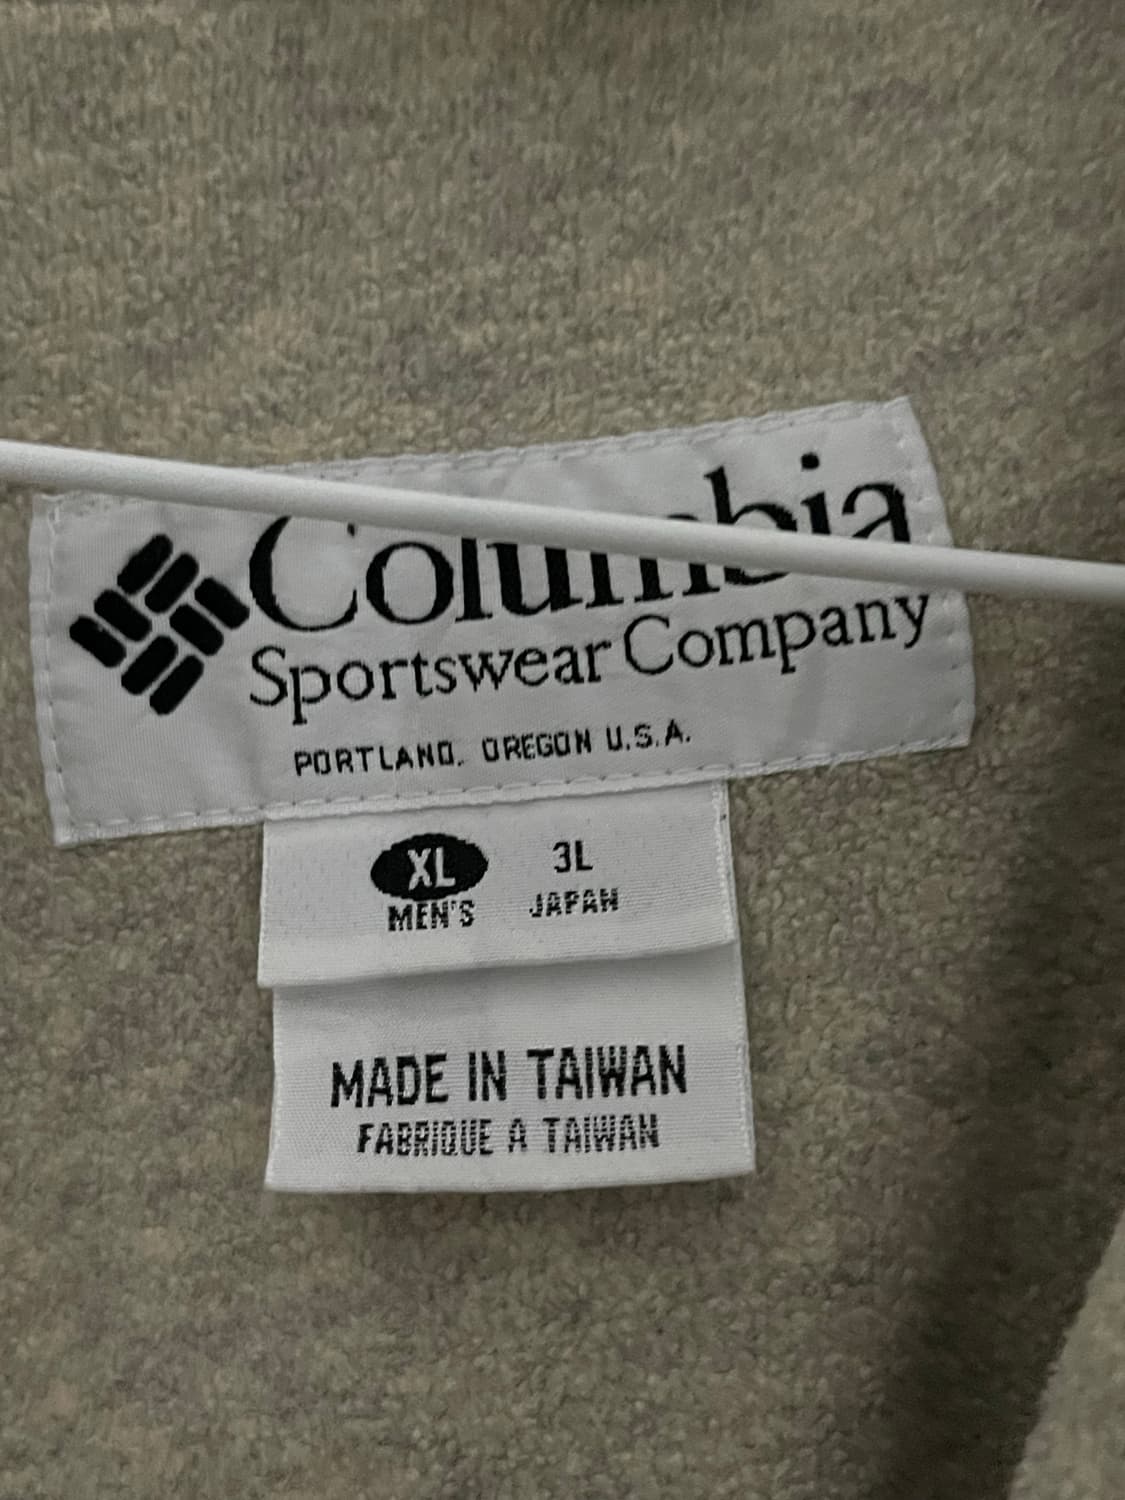 Columbia
Sportswear Company
PORTLAND, OREGON U.S.A.
XL 3L
MEN'S JAPAN
MADE IN TAIWAN
FABRIQUE A TAIWAN